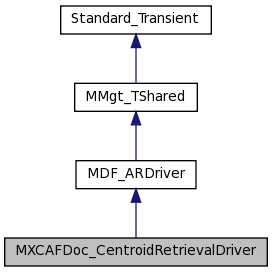 Standard_Transient
MMgt_TShared
MDF_ARDriver
MXCAFDoc_CentroidRetrievalDriver